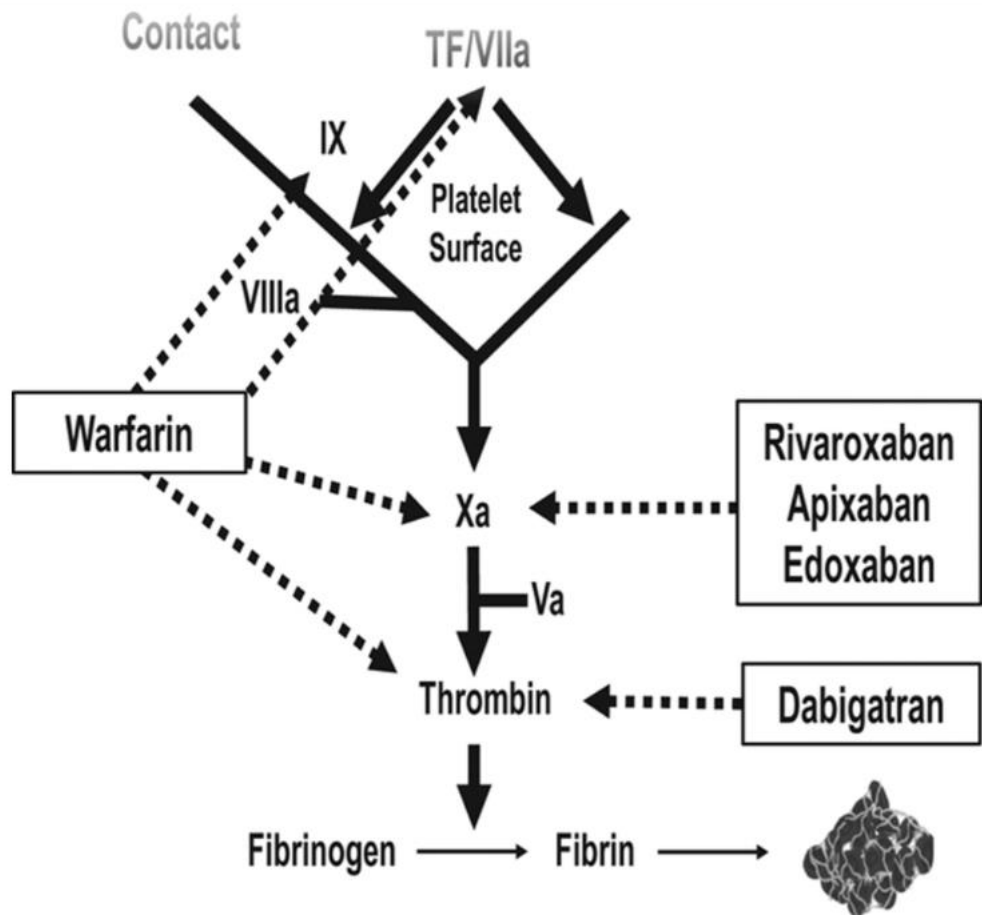 Contact
TF/VIIa
IX
Platelet
Surface
VIIIa
Warfarin
Rivaroxaban
Apixaban
Edoxaban
Xa
Va
Thrombin
Dabigatran
Fibrinogen
Fibrin